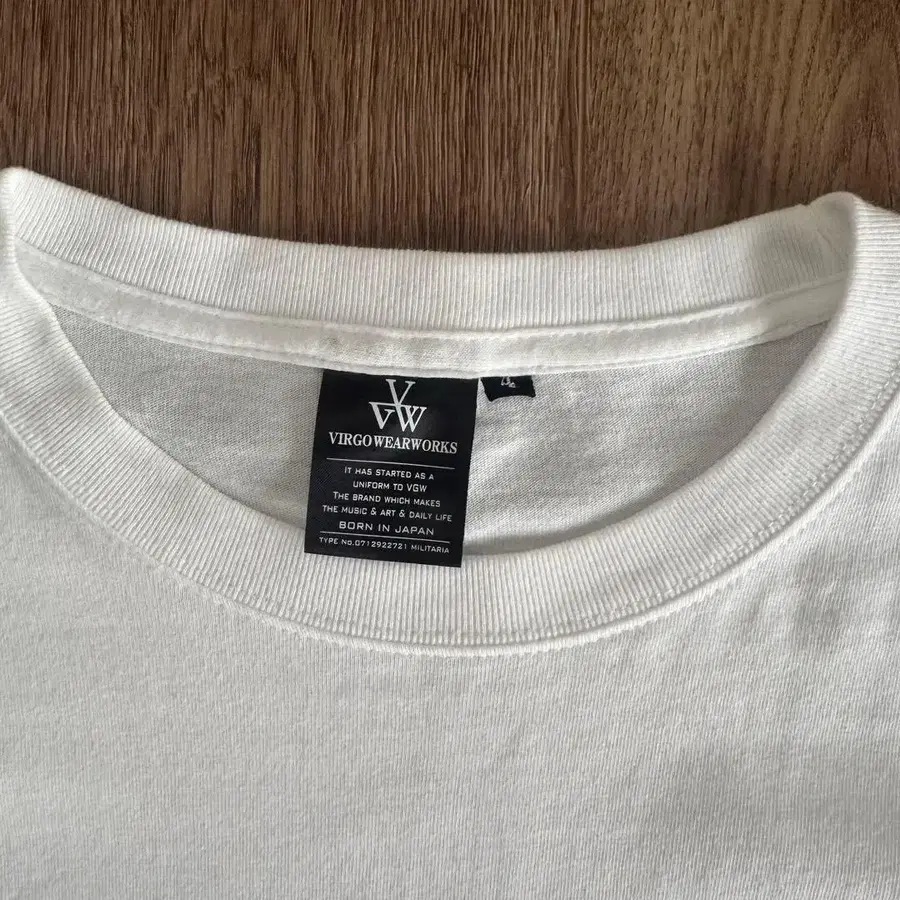 VGW
VIRGOWEARWORKS
IT HAS STARTED AS A
UNIFORM TO VGW
THE BRAND WHICH MAKES
THE MUSIC & ART & DAILY LIFE
BORN IN JAPAN
TYPE NO.0712922721 MILITARIA